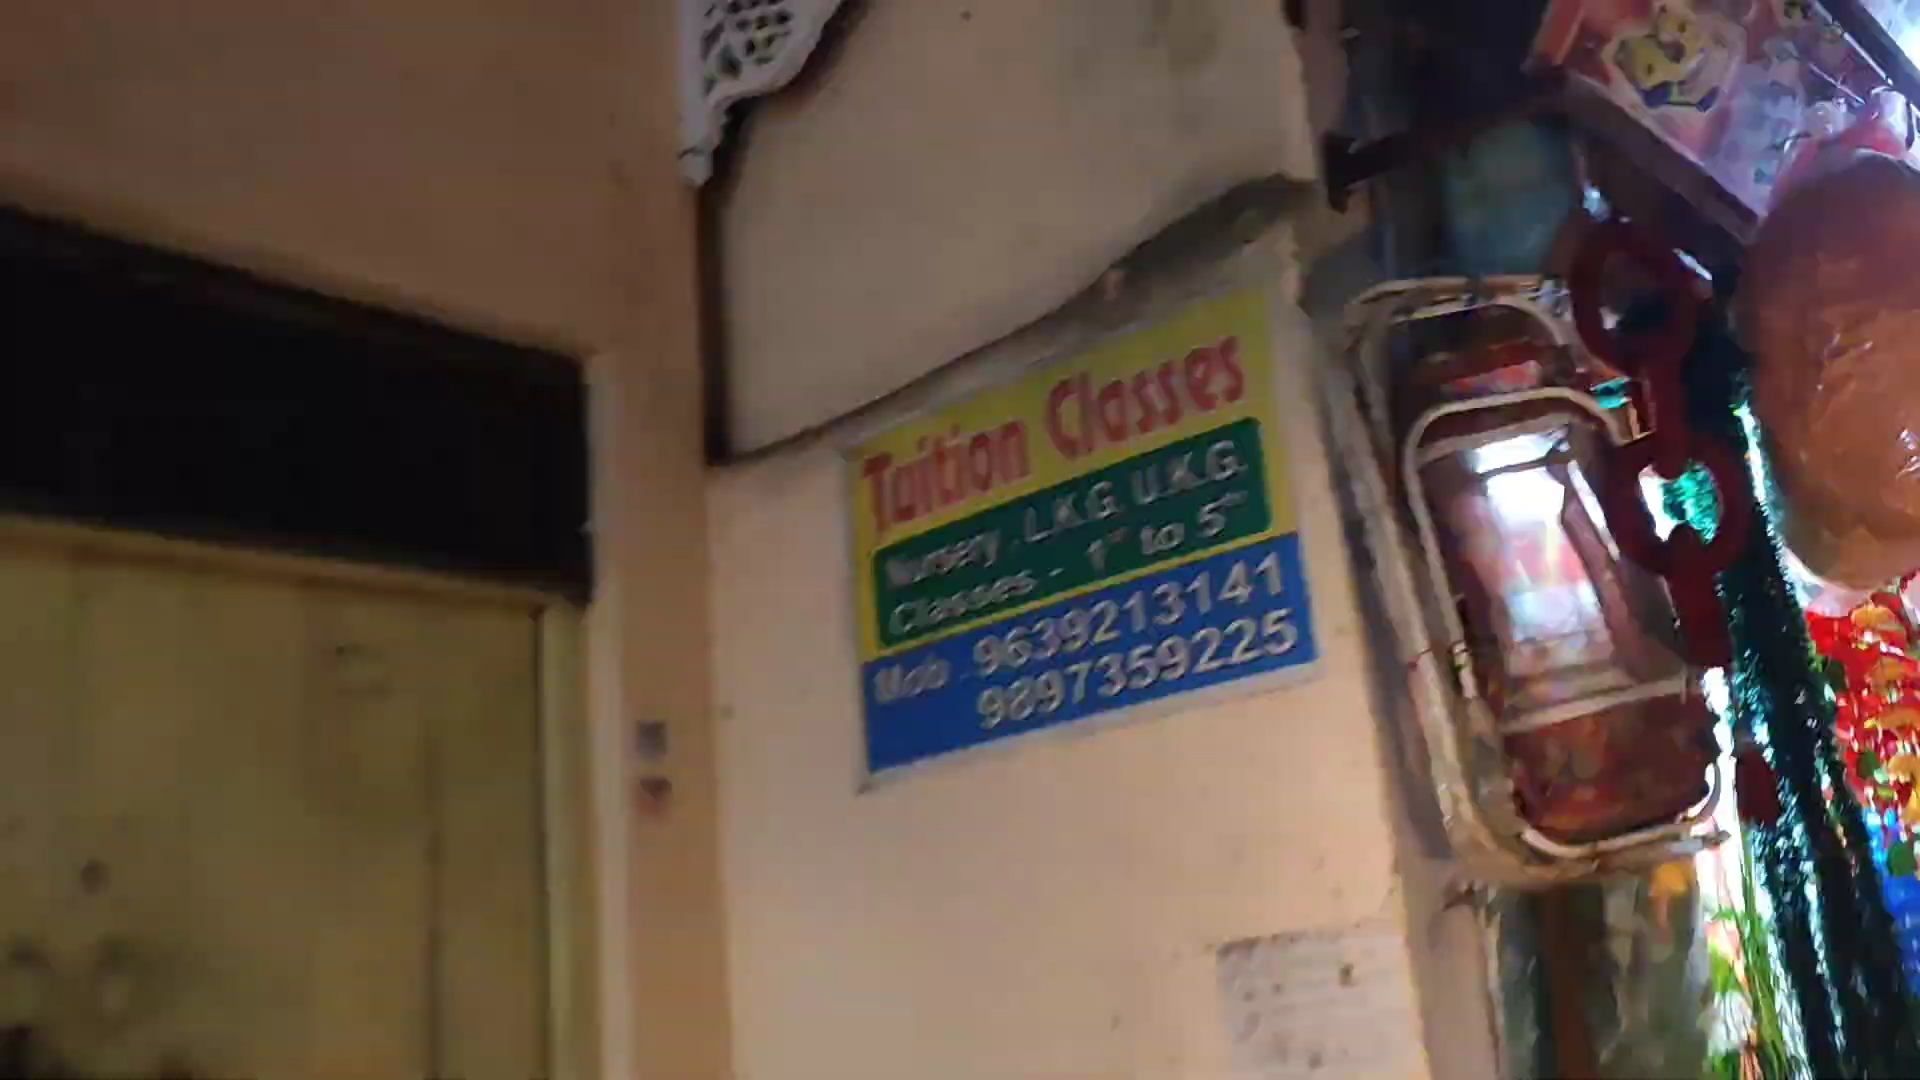 Tuition Classes
Nursery . L.K.G. U.K.G.
Classes - 1st to 5th
Mob . 9639213141
9897359225